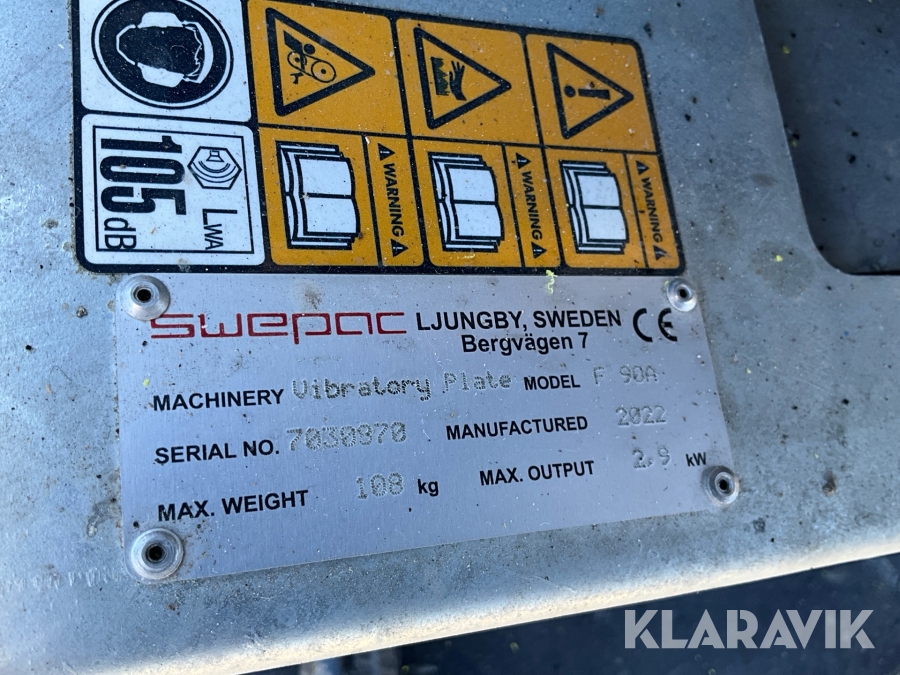 105 dB
LWA
WARNING
WARNING
WARNING
swepac LJUNGBY, SWEDEN CE
Bergvägen 7
MACHINERY Vibratory Plate MODEL F 90A
SERIAL NO. 7030870 MANUFACTURED 2022
MAX. WEIGHT 108 kg MAX. OUTPUT 2,9 kW
KLARAVIK